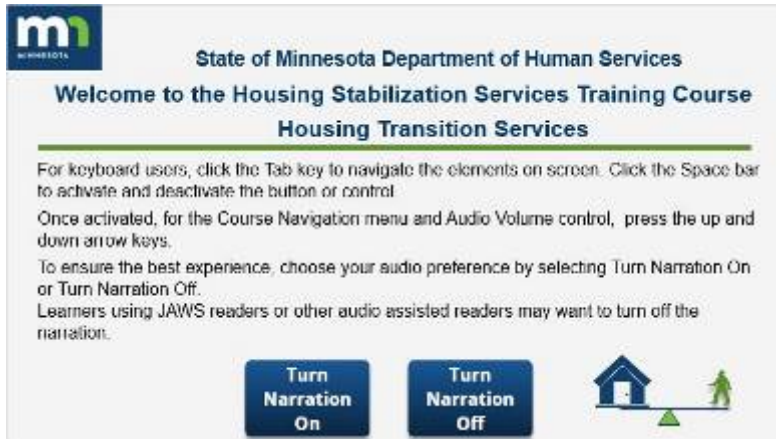 MINNESOTA
State of Minnesota Department of Human Services
Welcome to the Housing Stabilization Services Training Course
Housing Transition Services
For keyboard users, click the Tab key to navigate the elements on screen. Click the Space bar
to activate and deactivate the button or control
Once activated, for the Course Navigation menu and Audio Volume control, press the up and
down arrow keys.
To ensure the best experience, choose your audio preference by selecting Turn Narration On
or Turn Narration Off.
Learners using JAWS readers or other audio assisted readers may want to turn off the
narration.
Turn
Narration
On
Turn
Narration
Off